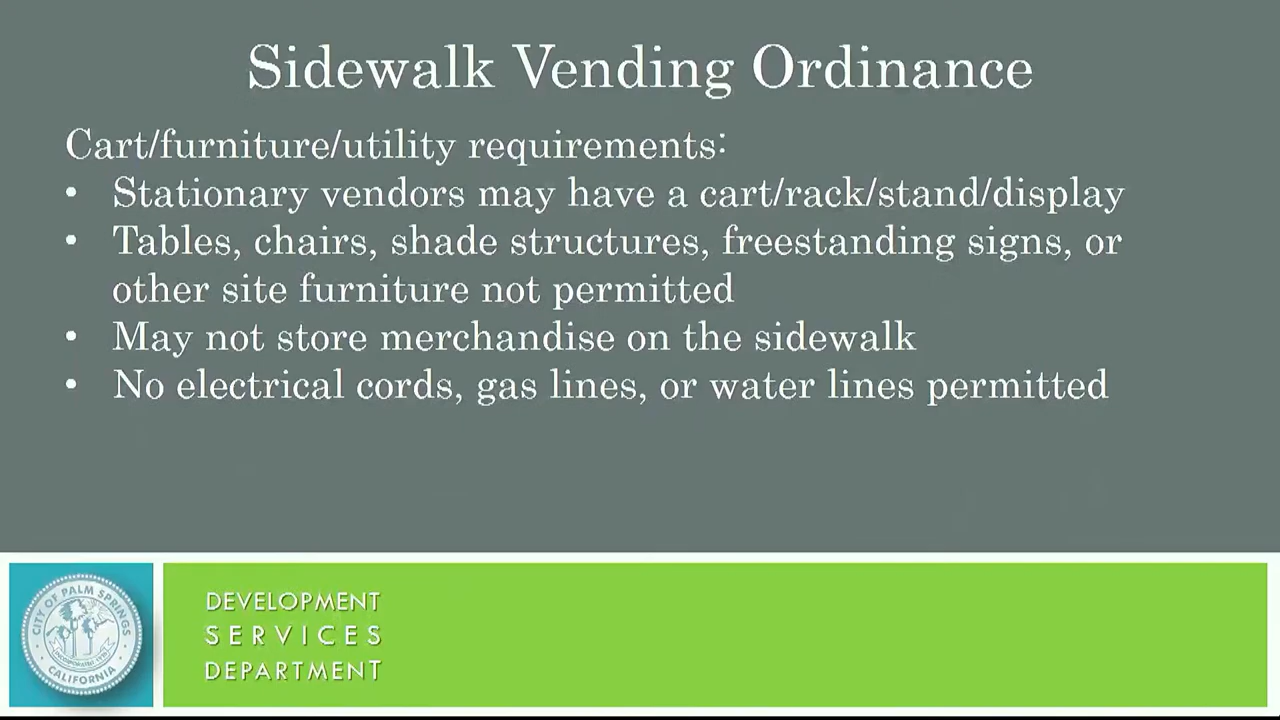 Sidewalk Vending Ordinance
Cart/furniture/utility requirements:
• Stationary vendors may have a cart/rack/stand/display
• Tables, chairs, shade structures, freestanding signs, or
other site furniture not permitted
• May not store merchandise on the sidewalk
• No electrical cords, gas lines, or water lines permitted
CITY OF PALM SPRINGS
CALIFORNIA
DEVELOPMENT
SERVICES
DEPARTMENT